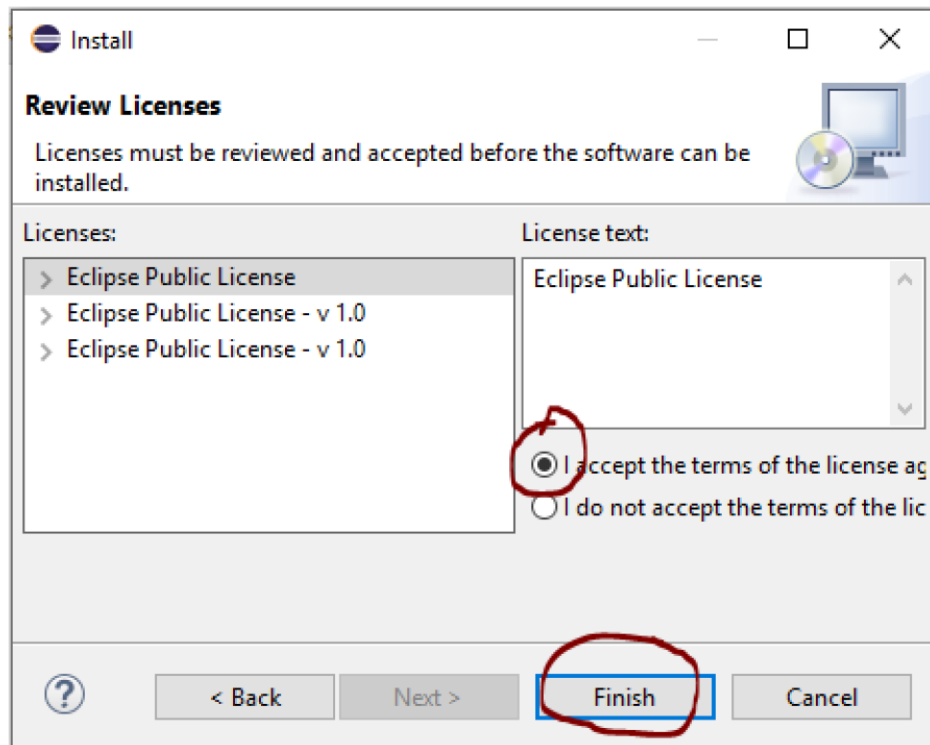 Install
Review Licenses
Licenses must be reviewed and accepted before the software can be
installed.
Licenses:
Eclipse Public License
Eclipse Public License - v 1.0
Eclipse Public License - v 1.0
License text:
Eclipse Public License
I accept the terms of the license ag
I do not accept the terms of the lic
?
< Back
Next >
Finish
Cancel